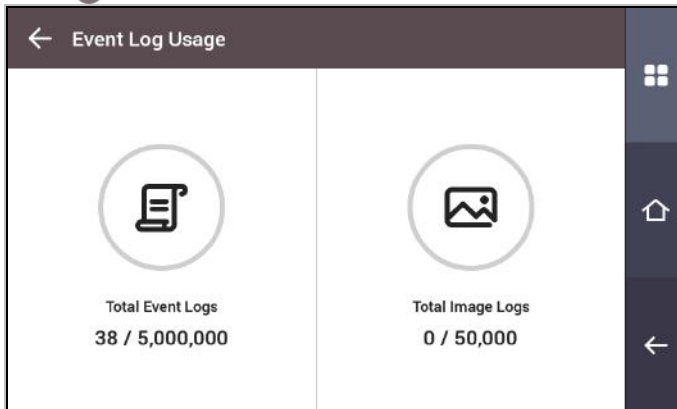 Event Log Usage
Total Event Logs
38 / 5,000,000
Total Image Logs
0 / 50,000